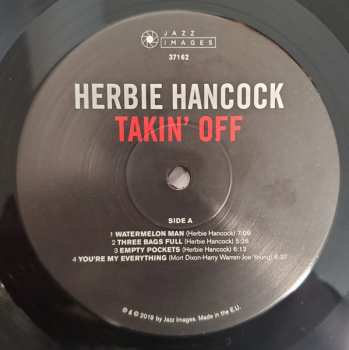 JAZZ
IMAGES
37162
HERBIE HANCOCK
TAKIN' OFF
SIDE A
1 WATERMELON MAN (Herbie Hancock) 7:09
2 THREE BAGS FULL (Herbie Hancock) 5:26
3 EMPTY POCKETS (Herbie Hancock) 6:12
4 YOU'RE MY EVERYTHING (Mort Dixon-Harry Warren-Joe Young) 6:37
℗ & © 2019 by Jazz Images. Made in the E.U.